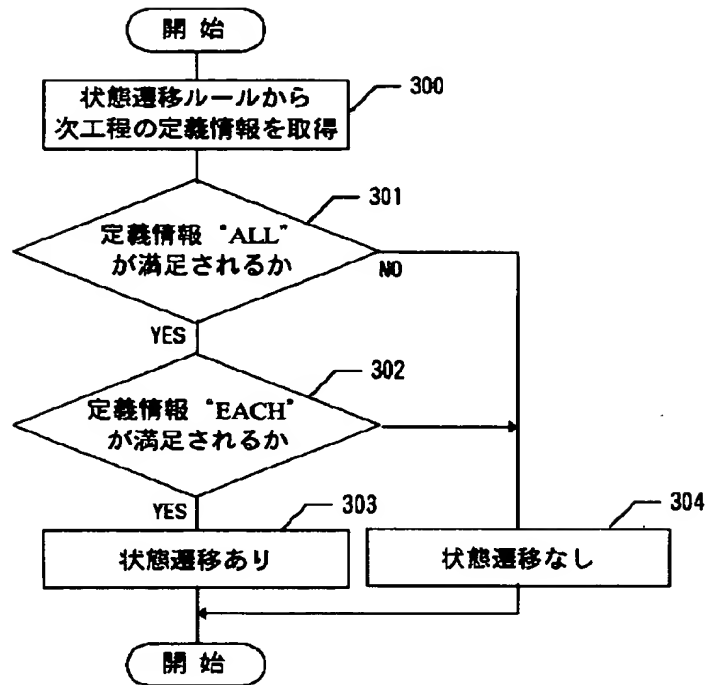 開 始
300
状態遷移ルールから
次工程の定義情報を取得
301
定義情報 "ALL"
が満足されるか
NO
YES
302
定義情報 "EACH"
が満足されるか
YES
303
304
状態遷移あり
状態遷移なし
開 始